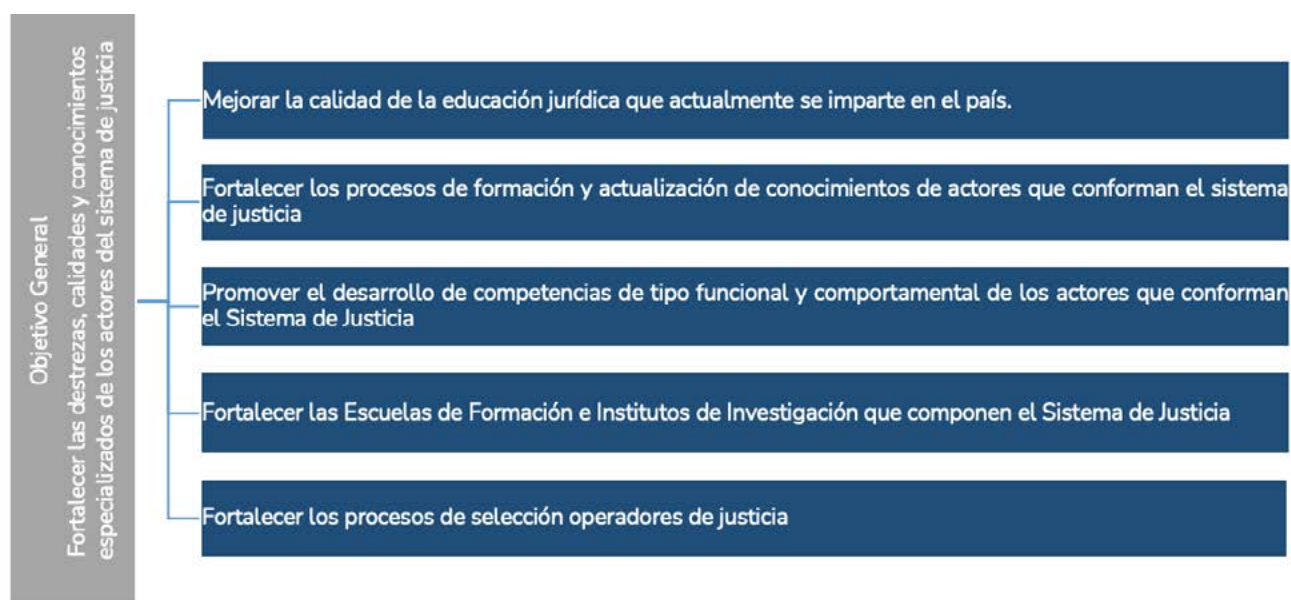 Objetivo General
Fortalecer las destrezas, calidades y conocimientos
especializados de los actores del sistema de justicia
Mejorar la calidad de la educación jurídica que actualmente se imparte en el país.
Fortalecer los procesos de formación y actualización de conocimientos de actores que conforman el sistema
de justicia
Promover el desarrollo de competencias de tipo funcional y comportamental de los actores que conforman
el Sistema de Justicia
Fortalecer las Escuelas de Formación e Institutos de Investigación que componen el Sistema de Justicia
Fortalecer los procesos de selección operadores de justicia